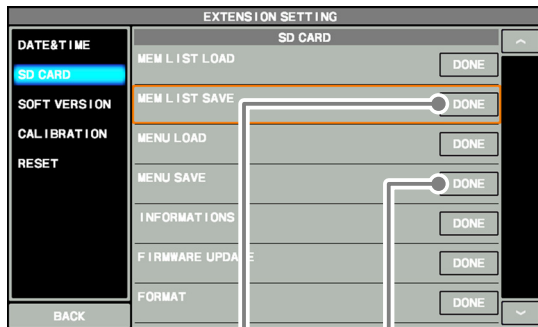 EXTENSION SETTING
DATE&TIME
SD CARD
SOFT VERSION
CALIBRATION
RESET
BACK
SD CARD
MEM LIST LOAD DONE
MEM LIST SAVE DONE
MENU LOAD DONE
MENU SAVE DONE
INFORMATIONS DONE
FIRMWARE UPDATE DONE
FORMAT DONE